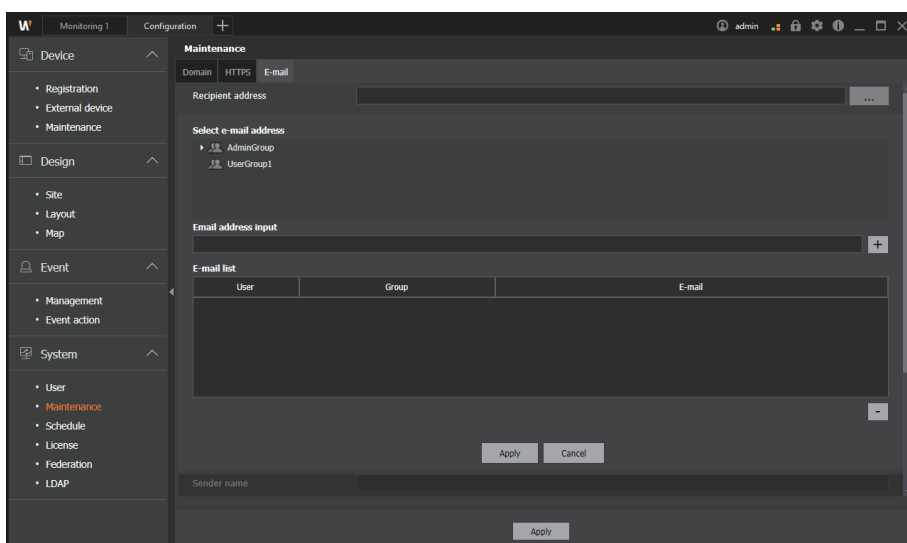 W Monitoring 1 Configuration + admin
Device
• Registration
• External device
• Maintenance
Design
• Site
• Layout
• Map
Event
• Management
• Event action
System
• User
• Maintenance
• Schedule
• License
• Federation
• LDAP
Maintenance
Domain HTTPS E-mail
Recipient address ...
Select e-mail address
AdminGroup
UserGroup1
Email address input
+
E-mail list
User Group E-mail
-
Apply Cancel
Sender name
Apply